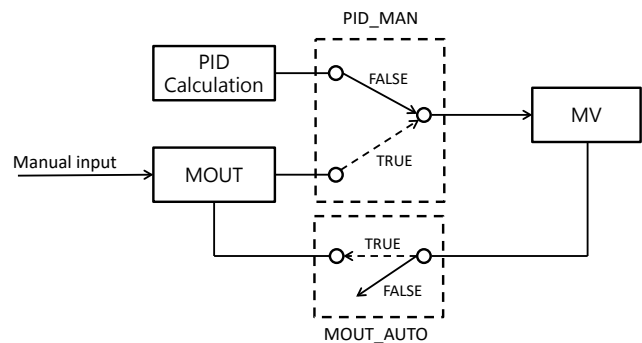 PID_MAN
PID
Calculation
FALSE
MV
Manual input
MOUT
TRUE
TRUE
FALSE
MOUT_AUTO